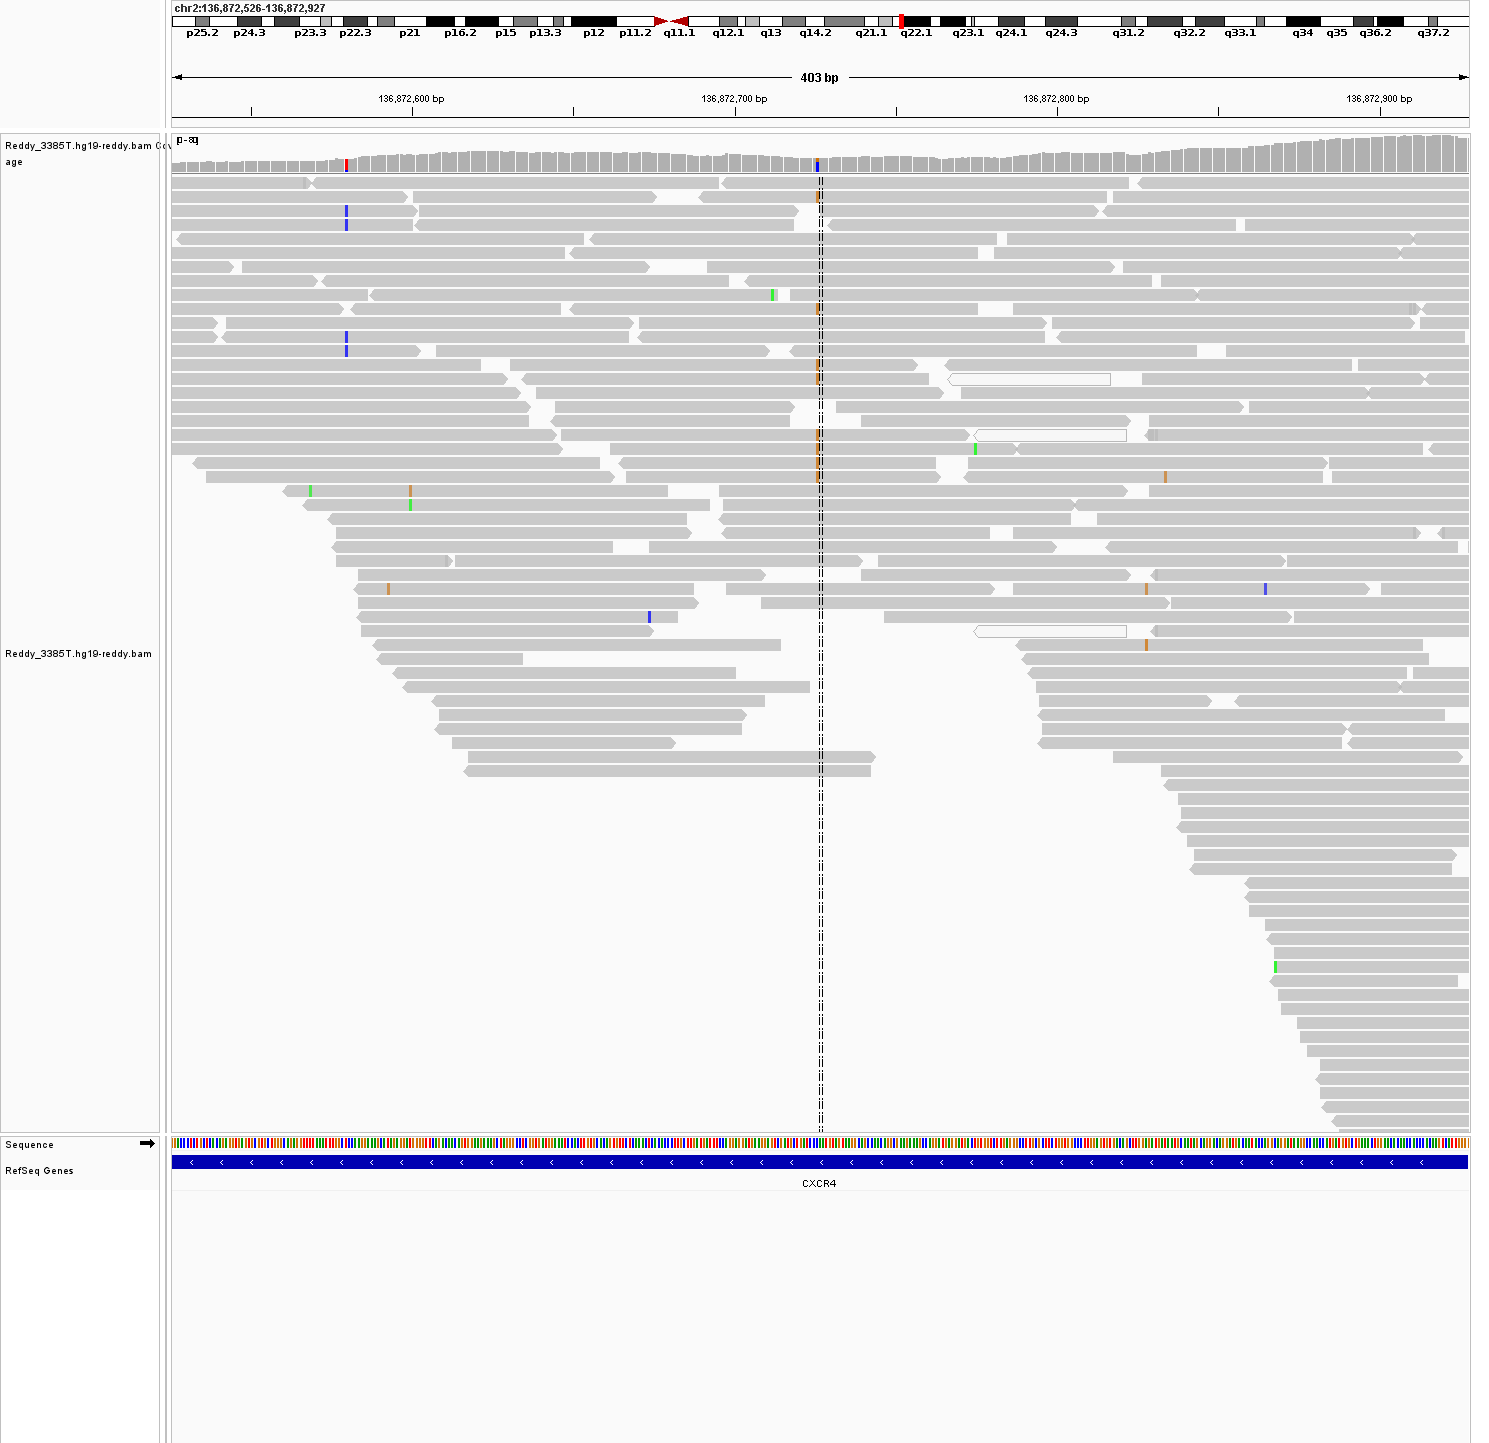 chr2:136,872,526-136,872,927
p25.2 p24.3 p23.3 p22.3 p21 p16.2 p15 p13.3 p12 p11.2 q11.1 q12.1 q13 q14.2 q21.1 q22.1 q23.1 q24.1 q24.3 q31.2 q32.2 q33.1 q34 q35 q36.2 q37.2
403 bp
136,872,600 bp 136,872,700 bp 136,872,800 bp 136,872,900 bp
Reddy_3385T.hg19-reddy.bam Cov
age
Reddy_3385T.hg19-reddy.bam
Sequence
RefSeq Genes
CXCR4